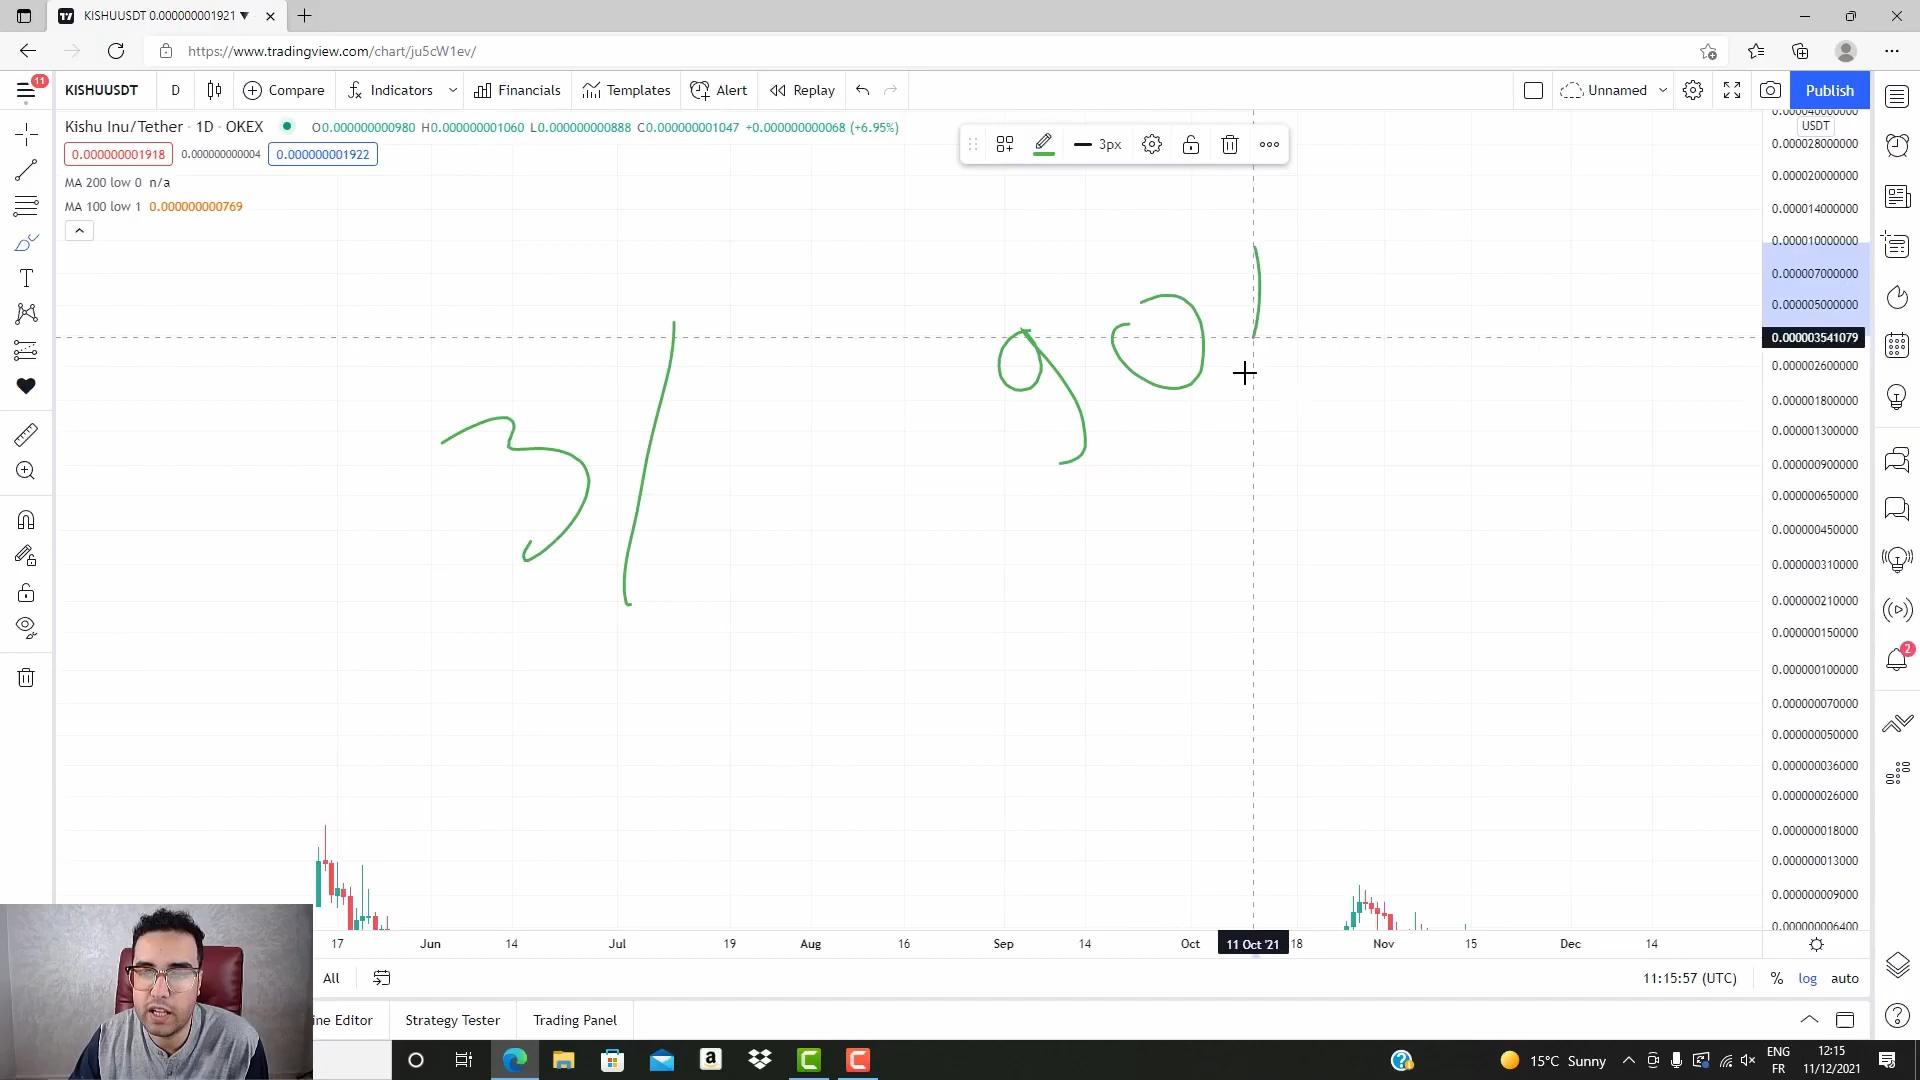 KISHUUSDT 0.000000001921 ▼
https://www.tradingview.com/chart/ju5cW1ev/
11
KISHUUSDT D Compare Indicators Financials Templates Alert Replay Unnamed Publish
Kishu Inu/Tether · 1D · OKEX O0.000000000980 H0.000000001060 L0.000000000888 C0.000000001047 +0.000000000068 (+6.95%)
0.000000001918 0.000000000004 0.000000001922
3px
MA 200 low 0 n/a
MA 100 low 1 0.000000000769
USDT
0.000040000000
0.000028000000
0.000020000000
0.000014000000
0.000010000000
0.000007000000
0.000005000000
0.000003541079
0.000002600000
0.000001800000
0.000001300000
0.000000900000
0.000000650000
0.000000450000
0.000000310000
0.000000210000
0.000000150000
0.000000100000
0.000000070000
0.000000050000
0.000000036000
0.000000026000
0.000000018000
0.000000013000
0.000000009000
0.000000006400
3/
90
2
17 Jun 14 Jul 19 Aug 16 Sep 14 Oct 11 Oct '21 18 Nov 15 Dec 14
All 11:15:57 (UTC) % log auto
ine Editor Strategy Tester Trading Panel
15°C Sunny
ENG
FR
12:15
11/12/2021